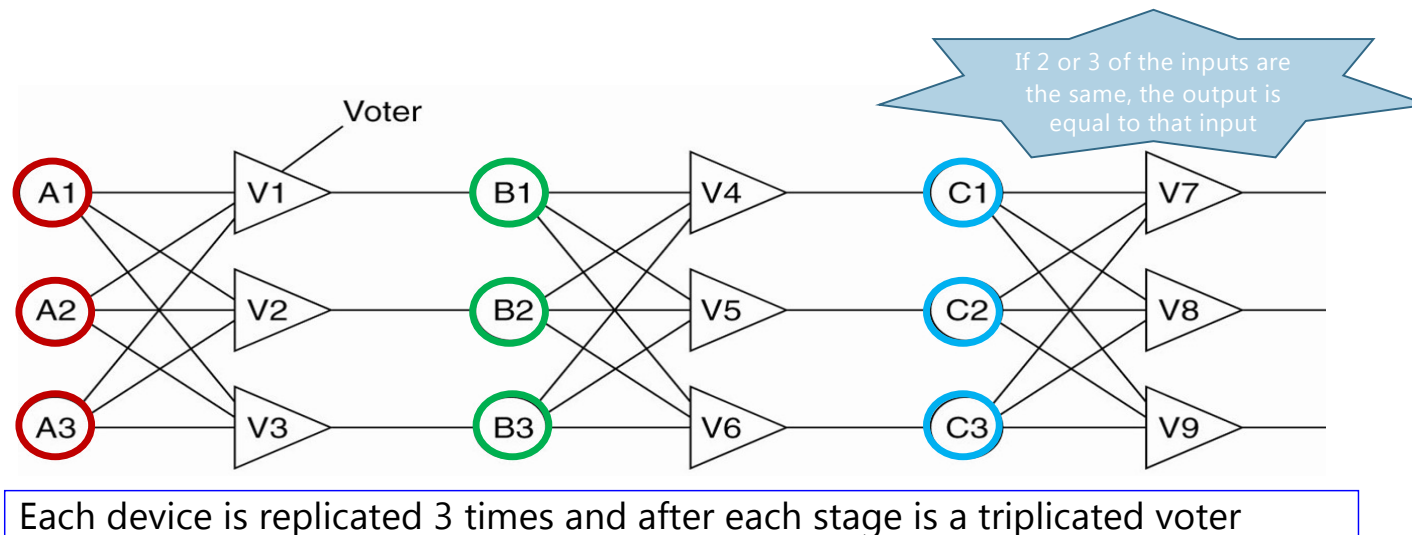 If 2 or 3 of the inputs are
the same, the output is
equal to that input
Voter
A1 V1 B1 V4 C1 V7
A2 V2 B2 V5 C2 V8
A3 V3 B3 V6 C3 V9
Each device is replicated 3 times and after each stage is a triplicated voter